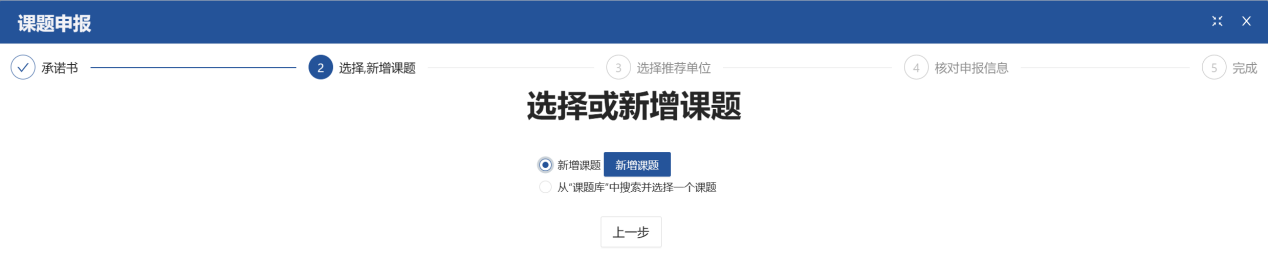 课题申报
承诺书 2 选择,新增课题 3 选择推荐单位 4 核对申报信息 5 完成
选择或新增课题
新增课题 新增课题
从“课题库”中搜索并选择一个课题
上一步